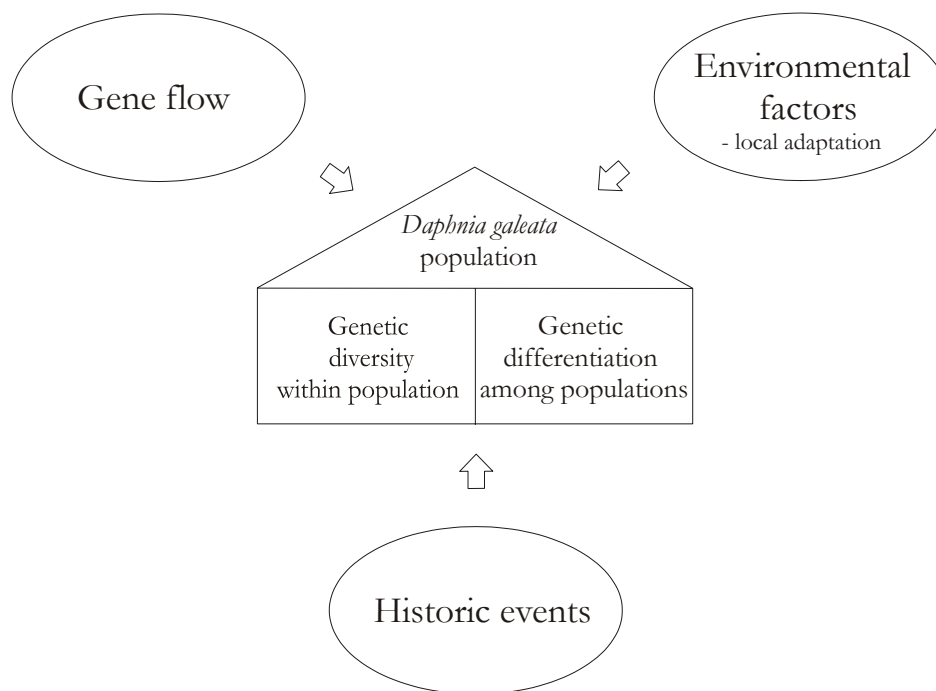 Gene flow
Environmental
factors
- local adaptation
Daphnia galeata
population
Genetic
diversity
within population
Genetic
differentiation
among populations
Historic events